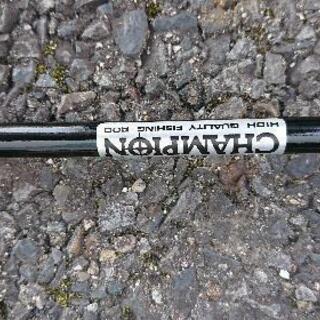 CHAMPION
HIGH QUALITY FISHING ROD